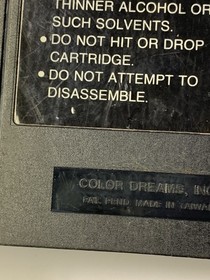 THINNER ALCOHOL OR
SUCH SOLVENTS.
• DO NOT HIT OR DROP
CARTRIDGE.
• DO NOT ATTEMPT TO
DISASSEMBLE.
COLOR DREAMS, INC
PAT. PEND. MADE IN TAIWAN